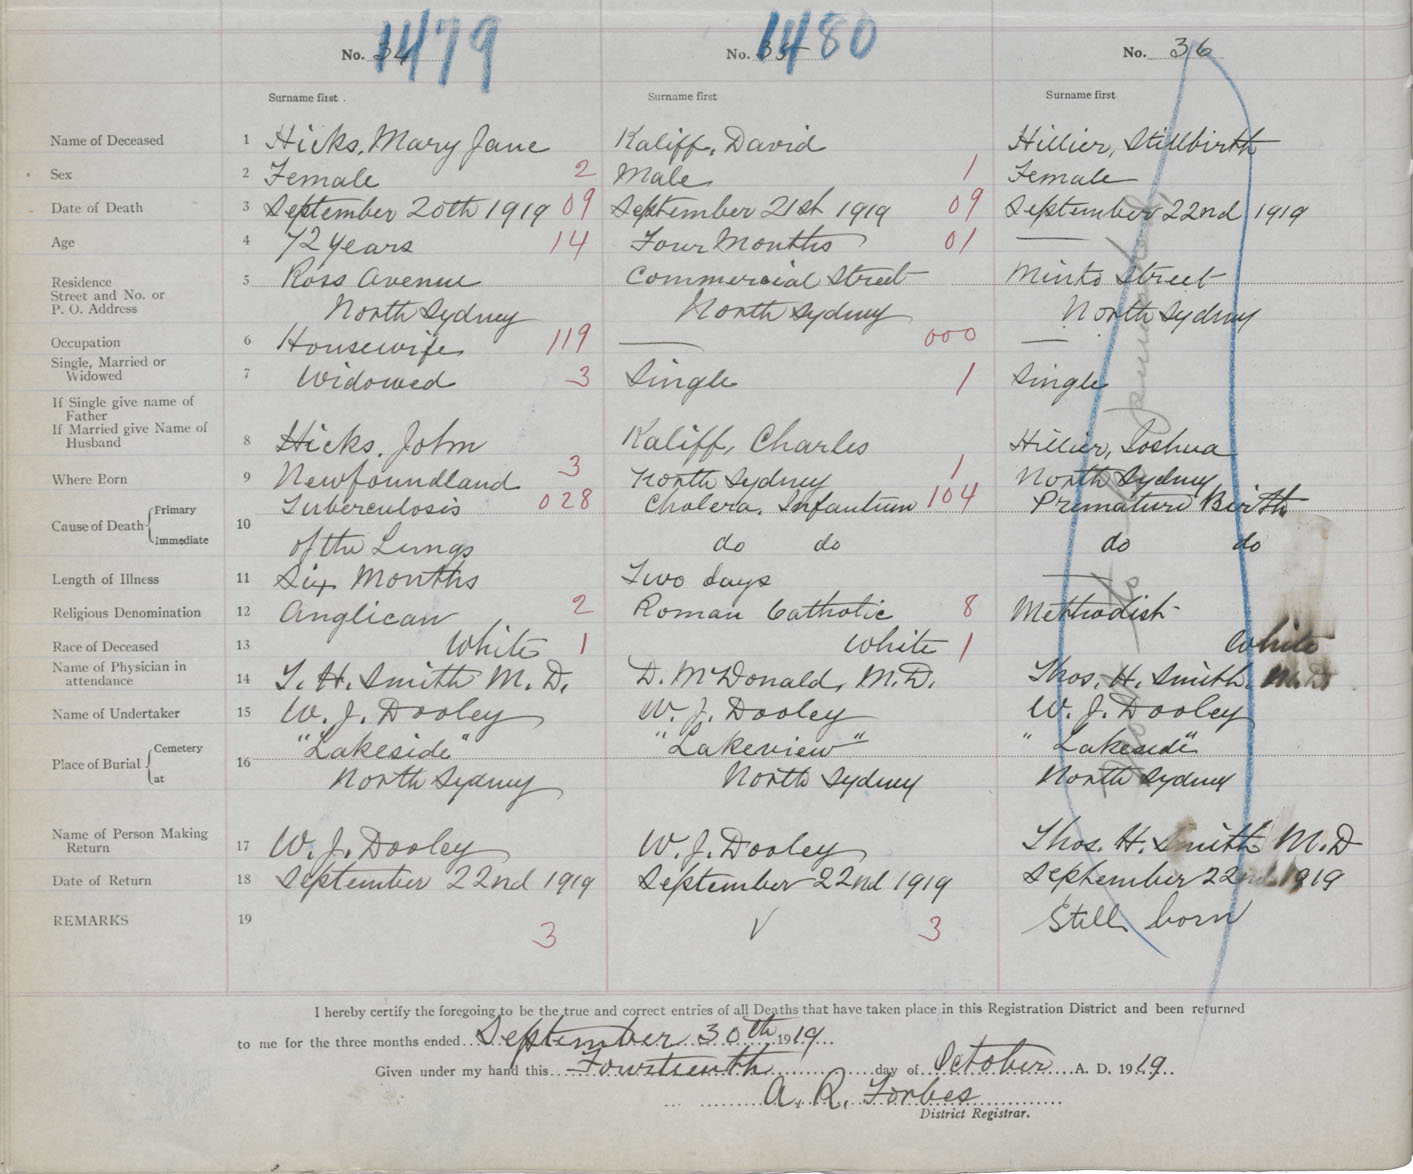 1479 1480
No. 34 No. 35 No. 36
Surname first Surname first Surname first
Name of Deceased 1 Hicks, Mary Jane Kaliff, David Hillier, Stillbirth
Sex 2 Female 2 Male 1 Female
Date of Death 3 September 20th 1919 09 September 21st 1919 09 September 22nd 1919
Age 4 72 Years 14 Four Months 01 —
Residence
Street and No. or 5 Ross Avenue Commercial Street Minto Street
P. O. Address North Sydney North Sydney North Sydney
Occupation 6 Housewife 119 — 000 —
Single, Married or
Widowed 7 Widowed 3 Single 1 Single
If Single give name of
Father
If Married give Name of
Husband 8 Hicks, John Kaliff, Charles Hillier, Joshua
Where Born 9 Newfoundland 3 North Sydney 1 North Sydney
Cause of Death Primary 10 Tuberculosis 028 Cholera Infantum 104 Premature Birth
Immediate of the Lungs do do do do
Length of Illness 11 Six Months Two days —
Religious Denomination 12 Anglican 2 Roman Catholic 8 Methodist
Race of Deceased 13 White 1 White 1 White
Name of Physician in
attendance 14 T. H. Smith M. D. D. McDonald, M.D. Thos. H. Smith, M.D.
Name of Undertaker 15 W. J. Dooley W. J. Dooley W. J. Dooley
Place of Burial Cemetery 16 "Lakeside" "Lakeview" "Lakeside"
at North Sydney North Sydney North Sydney
Name of Person Making
Return 17 W. J. Dooley W. J. Dooley Thos. H. Smith M.D
Date of Return 18 September 22nd 1919 September 22nd 1919 September 22nd 1919
REMARKS 19 3 √ 3 Still born
I hereby certify the foregoing to be the true and correct entries of all Deaths that have taken place in this Registration District and been returned
to me for the three months ended September 30th 1919
Given under my hand this Fourteenth day of October A. D. 1919
A. R. Forbes
District Registrar.